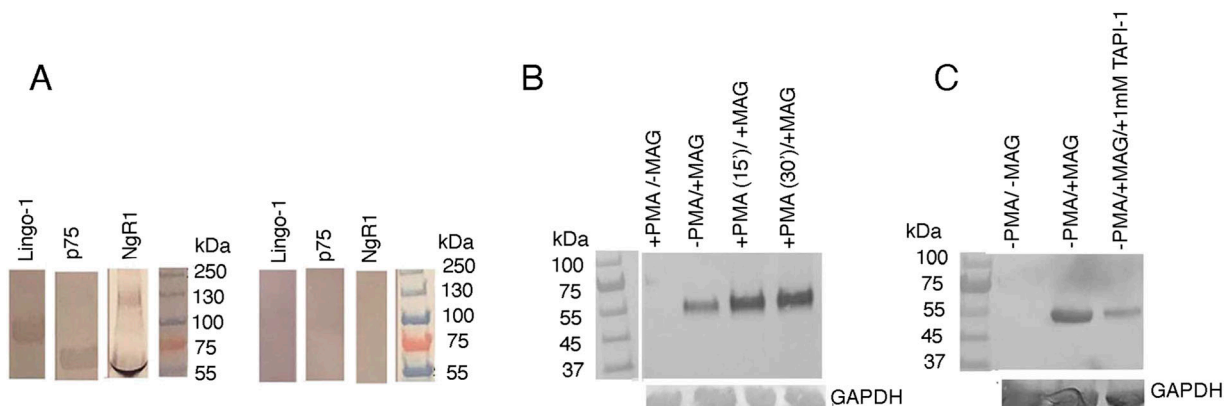 A
Lingo-1
p75
NgR1
kDa
250
130
100
75
55
Lingo-1
p75
NgR1
kDa
250
130
100
75
55
B
+PMA /-MAG
-PMA/+MAG
+PMA (15')/ +MAG
+PMA (30')/+MAG
kDa
100
75
55
45
37
GAPDH
C
-PMA/ -MAG
-PMA/+MAG
-PMA/+MAG/+1mM TAPI-1
kDa
100
75
55
45
37
GAPDH